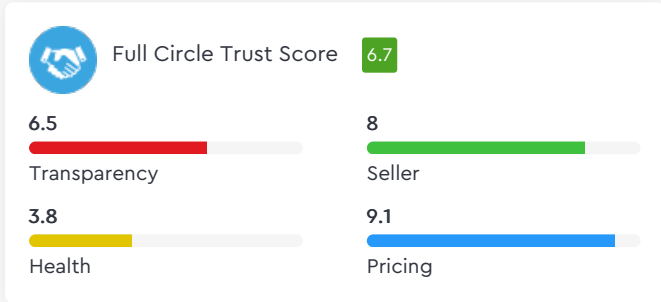 Full Circle Trust Score 6.7
6.5
Transparency
8
Seller
3.8
Health
9.1
Pricing